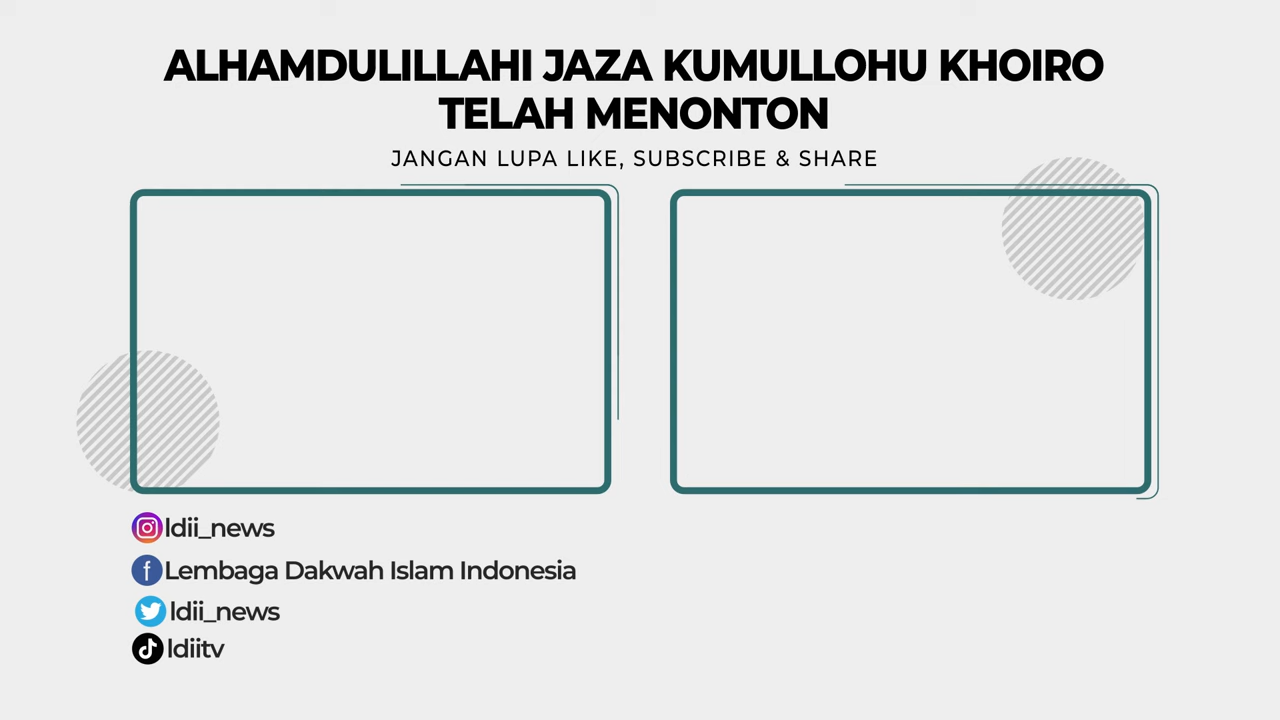 ALHAMDULILLAHI JAZA KUMULLOHU KHOIRO
TELAH MENONTON
JANGAN LUPA LIKE, SUBSCRIBE & SHARE
ldii_news
Lembaga Dakwah Islam Indonesia
ldii_news
ldiitv